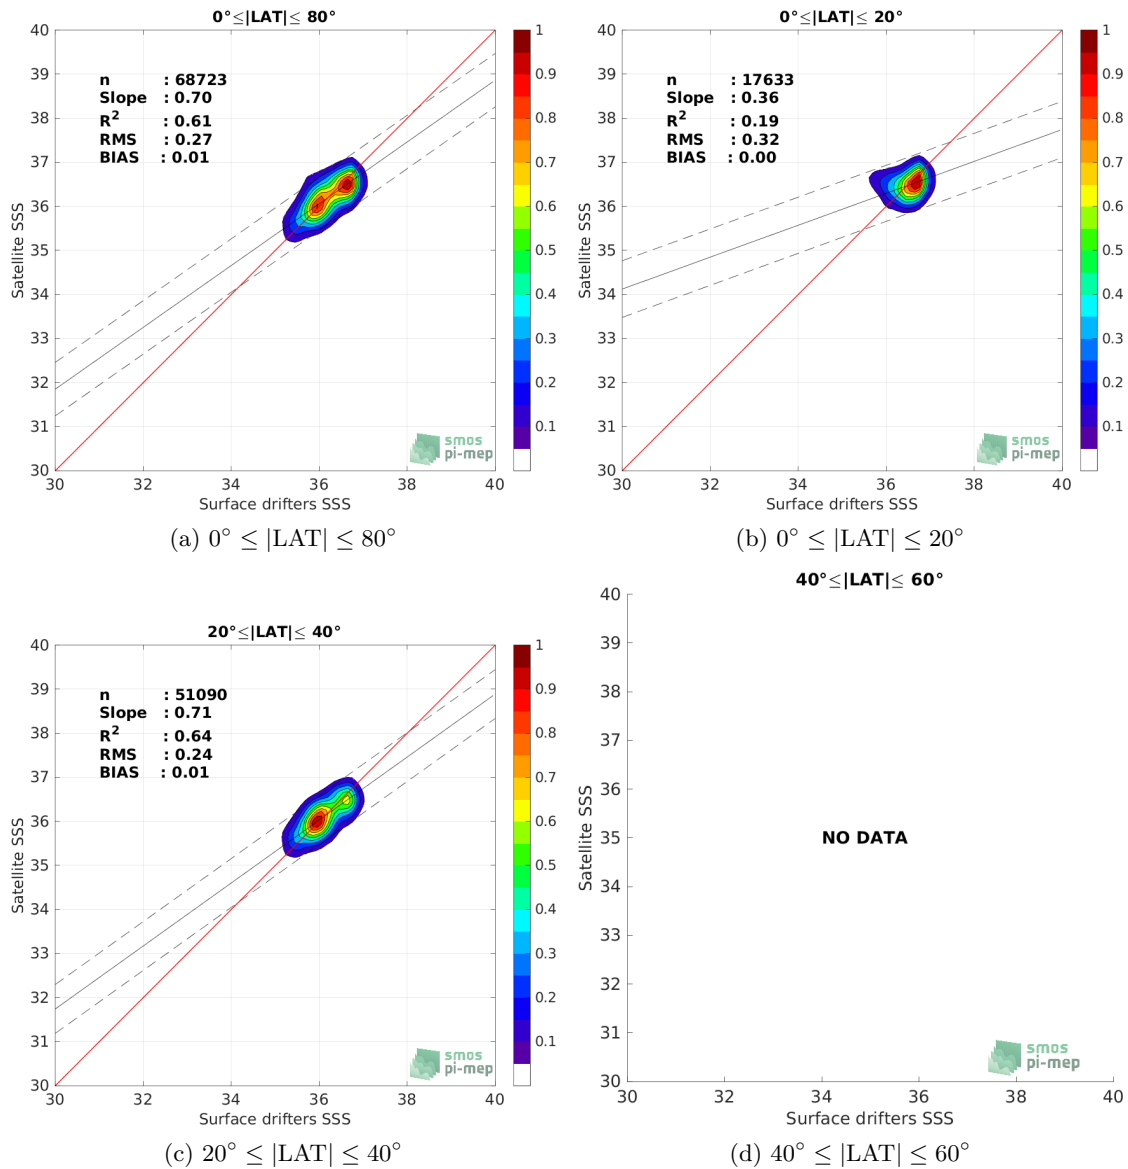 0°≤|LAT|≤ 80°
40
39
38
37
36
35
34
33
32
31
30
Satellite SSS
n : 68723
Slope : 0.70
R² : 0.61
RMS : 0.27
BIAS : 0.01
smos
pi-mep
30 32 34 36 38 40
Surface drifters SSS
1
0.9
0.8
0.7
0.6
0.5
0.4
0.3
0.2
0.1
(a) 0° ≤ |LAT| ≤ 80°
0°≤|LAT|≤ 20°
40
39
38
37
36
35
34
33
32
31
30
Satellite SSS
n : 17633
Slope : 0.36
R² : 0.19
RMS : 0.32
BIAS : 0.00
smos
pi-mep
30 32 34 36 38 40
Surface drifters SSS
1
0.9
0.8
0.7
0.6
0.5
0.4
0.3
0.2
0.1
(b) 0° ≤ |LAT| ≤ 20°
20°≤|LAT|≤ 40°
40
39
38
37
36
35
34
33
32
31
30
Satellite SSS
n : 51090
Slope : 0.71
R² : 0.64
RMS : 0.24
BIAS : 0.01
smos
pi-mep
30 32 34 36 38 40
Surface drifters SSS
1
0.9
0.8
0.7
0.6
0.5
0.4
0.3
0.2
0.1
(c) 20° ≤ |LAT| ≤ 40°
40°≤|LAT|≤ 60°
40
39
38
37
36
35
34
33
32
31
30
Satellite SSS
NO DATA
smos
pi-mep
30 32 34 36 38 40
Surface drifters SSS
(d) 40° ≤ |LAT| ≤ 60°